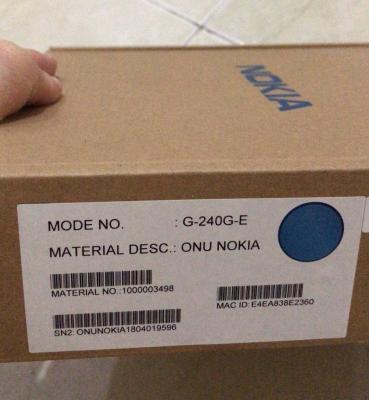 NOKIA
MODE NO. : G-240G-E
MATERIAL DESC.: ONU NOKIA
MATERIAL NO.:1000003498
MAC ID: E4EA838E2360
SN2: ONUNOKIA1804019596